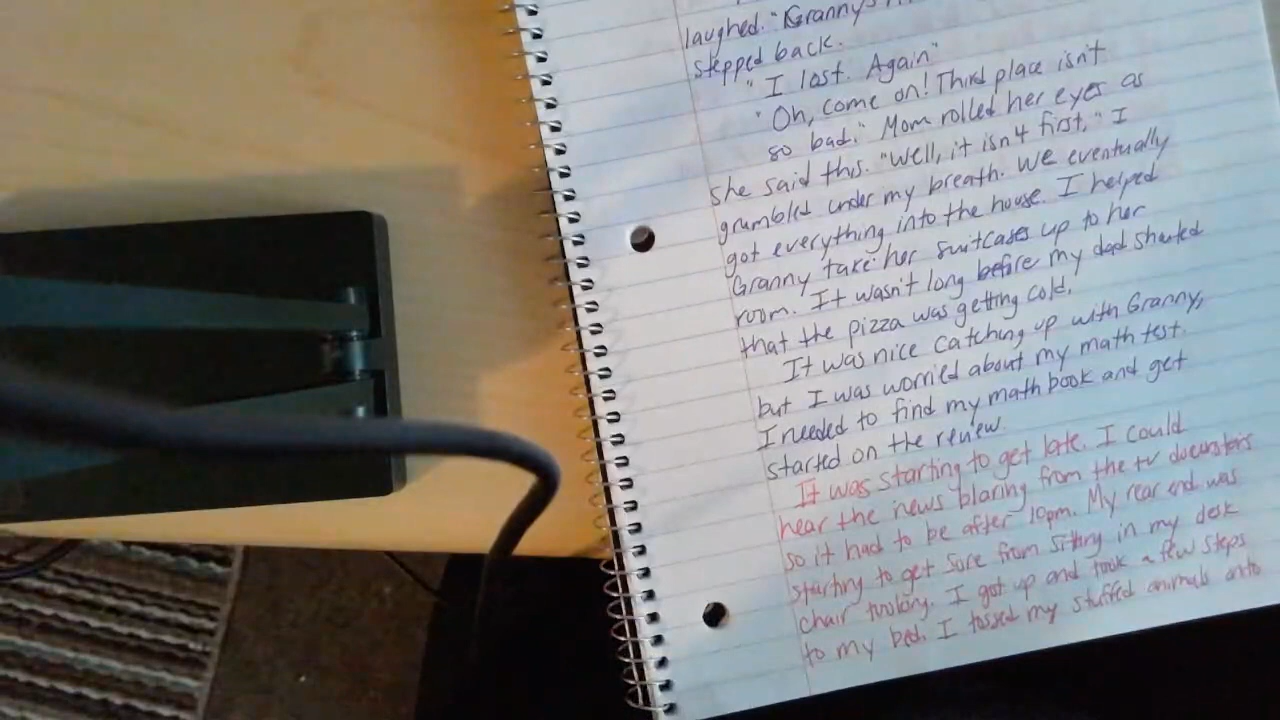 laughed. "Granny's
stepped back.
"I lost. Again"
"Oh, come on! Third place isn't
so bad." Mom rolled her eyes as
she said this. "Well, it isn't first," I
grumbled under my breath. We eventually
got everything into the house. I helped
Granny take her suitcases up to her
room. It wasn't long before my dad shouted
that the pizza was getting cold.
It was nice catching up with Granny,
but I was worried about my math test.
I needed to find my math book and get
started on the review.
It was starting to get late. I could
hear the news blaring from the tv downstairs
so it had to be after 10pm. My rear end was
starting to get sore from sitting in my desk
chair I got up and took a few steps
to my bed. I tossed my stuffed animals onto